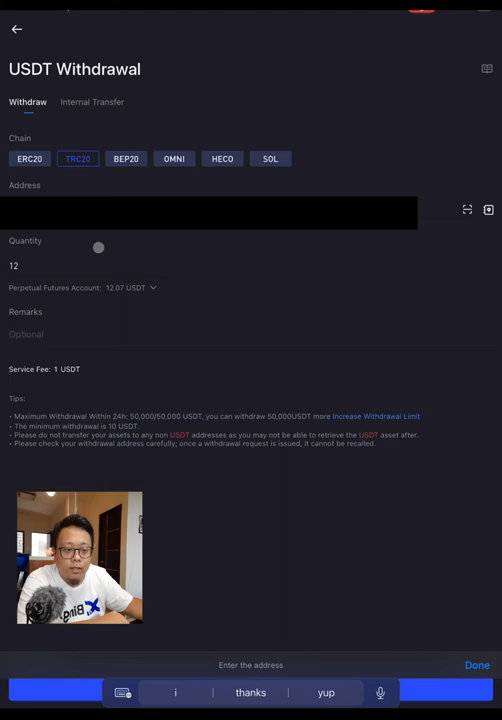 USDT Withdrawal
Withdraw Internal Transfer
Chain
ERC20 TRC20 BEP20 OMNI HECO SOL
Address
Quantity
12
Perpetual Futures Account: 12.07 USDT
Remarks
Optional
Service Fee: 1 USDT
Tips:
• Maximum Withdrawal Within 24h: 50,000/50,000 USDT, you can withdraw 50,000USDT more Increase Withdrawal Limit
• The minimum withdrawal is 10 USDT.
• Please do not transfer your assets to any non USDT addresses as you may not be able to retrieve the USDT asset after.
• Please check your withdrawal address carefully; once a withdrawal request is issued, it cannot be recalled.
Enter the address
Done
i thanks yup